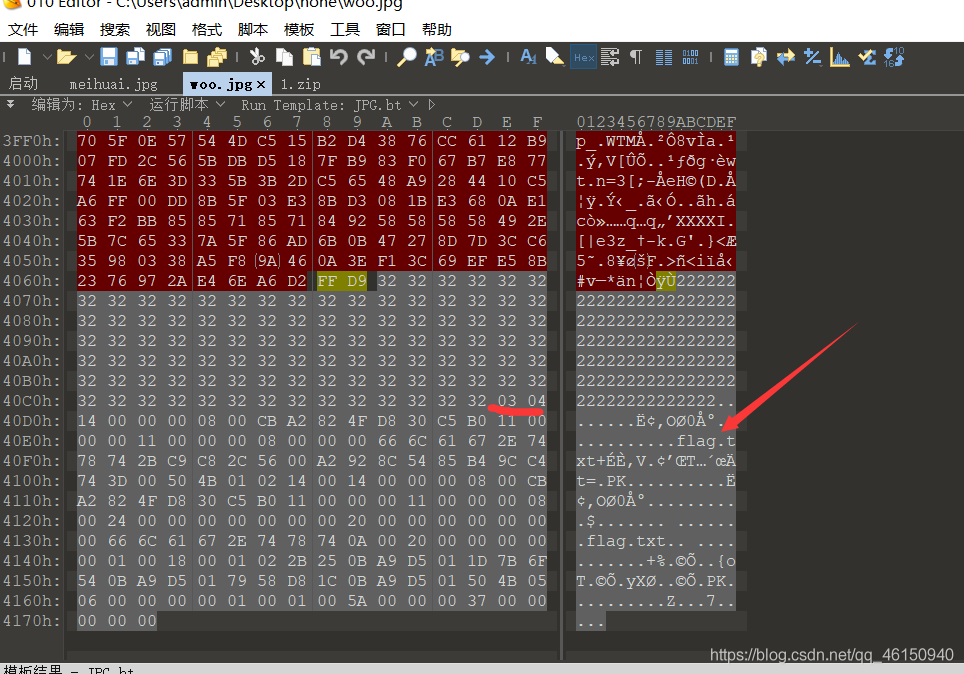 010 Editor - C:\Users\admin\Desktop\none\woo.jpg
文件 编辑 搜索 视图 格式 脚本 模板 工具 窗口 帮助
Hex
启动 meihuai.jpg woo.jpg × 1.zip
编辑为: Hex 运行脚本 Run Template: JPG.bt
0 1 2 3 4 5 6 7 8 9 A B C D E F 0123456789ABCDEF
3FF0h: 70 5F 0E 57 54 4D C5 15 B2 D4 38 76 CC 61 12 B9 p_.WTMÅ.²Ô8vÌa.¹
4000h: 07 FD 2C 56 5B DB D5 18 7F B9 83 F0 67 B7 E8 77 .ý,V[ÛÕ..¹ƒðg·èw
4010h: 74 1E 6E 3D 33 5B 3B 2D C5 65 48 A9 28 44 10 C5 t.n=3[;-ÅeH©(D.Å
4020h: A6 FF 00 DD 8B 5F 03 E3 8B D3 08 1B E3 68 0A E1 ¦ÿ.Ý‹_.ã‹Ó..ãh.á
4030h: 63 F2 BB 85 85 71 85 71 84 92 58 58 58 58 49 2E cò»……q…q„’XXXXI.
4040h: 5B 7C 65 33 7A 5F 86 AD 6B 0B 47 27 8D 7D 3C C6 [|e3z_†-k.G'.}<Æ
4050h: 35 98 03 38 A5 F8 9A 46 0A 3E F1 3C 69 EF E5 8B 5˜.8¥øšF.>ñ<iïå‹
4060h: 23 76 97 2A E4 6E A6 D2 FF D9 32 32 32 32 32 32 #v—*än¦ÒÿÙ222222
4070h: 32 32 32 32 32 32 32 32 32 32 32 32 32 32 32 32 2222222222222222
4080h: 32 32 32 32 32 32 32 32 32 32 32 32 32 32 32 32 2222222222222222
4090h: 32 32 32 32 32 32 32 32 32 32 32 32 32 32 32 32 2222222222222222
40A0h: 32 32 32 32 32 32 32 32 32 32 32 32 32 32 32 32 2222222222222222
40B0h: 32 32 32 32 32 32 32 32 32 32 32 32 32 32 32 32 2222222222222222
40C0h: 32 32 32 32 32 32 32 32 32 32 32 32 32 32 03 04 22222222222222..
40D0h: 14 00 00 00 08 00 CB A2 82 4F D8 30 C5 B0 11 00 ......Ë¢‚OØ0Å°..
40E0h: 00 00 11 00 00 00 08 00 00 00 66 6C 61 67 2E 74 ..........flag.t
40F0h: 78 74 2B C9 C8 2C 56 00 A2 92 8C 54 85 B4 9C C4 xt+ÉÈ,V.¢’ŒT…´œÄ
4100h: 74 3D 00 50 4B 01 02 14 00 14 00 00 00 08 00 CB t=.PK..........Ë
4110h: A2 82 4F D8 30 C5 B0 11 00 00 00 11 00 00 00 08 ¢‚OØ0Å°.........
4120h: 00 24 00 00 00 00 00 00 00 20 00 00 00 00 00 00 .$....... ......
4130h: 00 66 6C 61 67 2E 74 78 74 0A 00 20 00 00 00 00 .flag.txt.. ....
4140h: 00 01 00 18 00 01 02 2B 25 0B A9 D5 01 1D 7B 6F .......+%.©Õ..{o
4150h: 54 0B A9 D5 01 79 58 D8 1C 0B A9 D5 01 50 4B 05 T.©Õ.yXØ..©Õ.PK.
4160h: 06 00 00 00 00 01 00 01 00 5A 00 00 00 37 00 00 .........Z...7..
4170h: 00 00 00 ...
https://blog.csdn.net/qq_46150940
模板结果 - JPG.bt